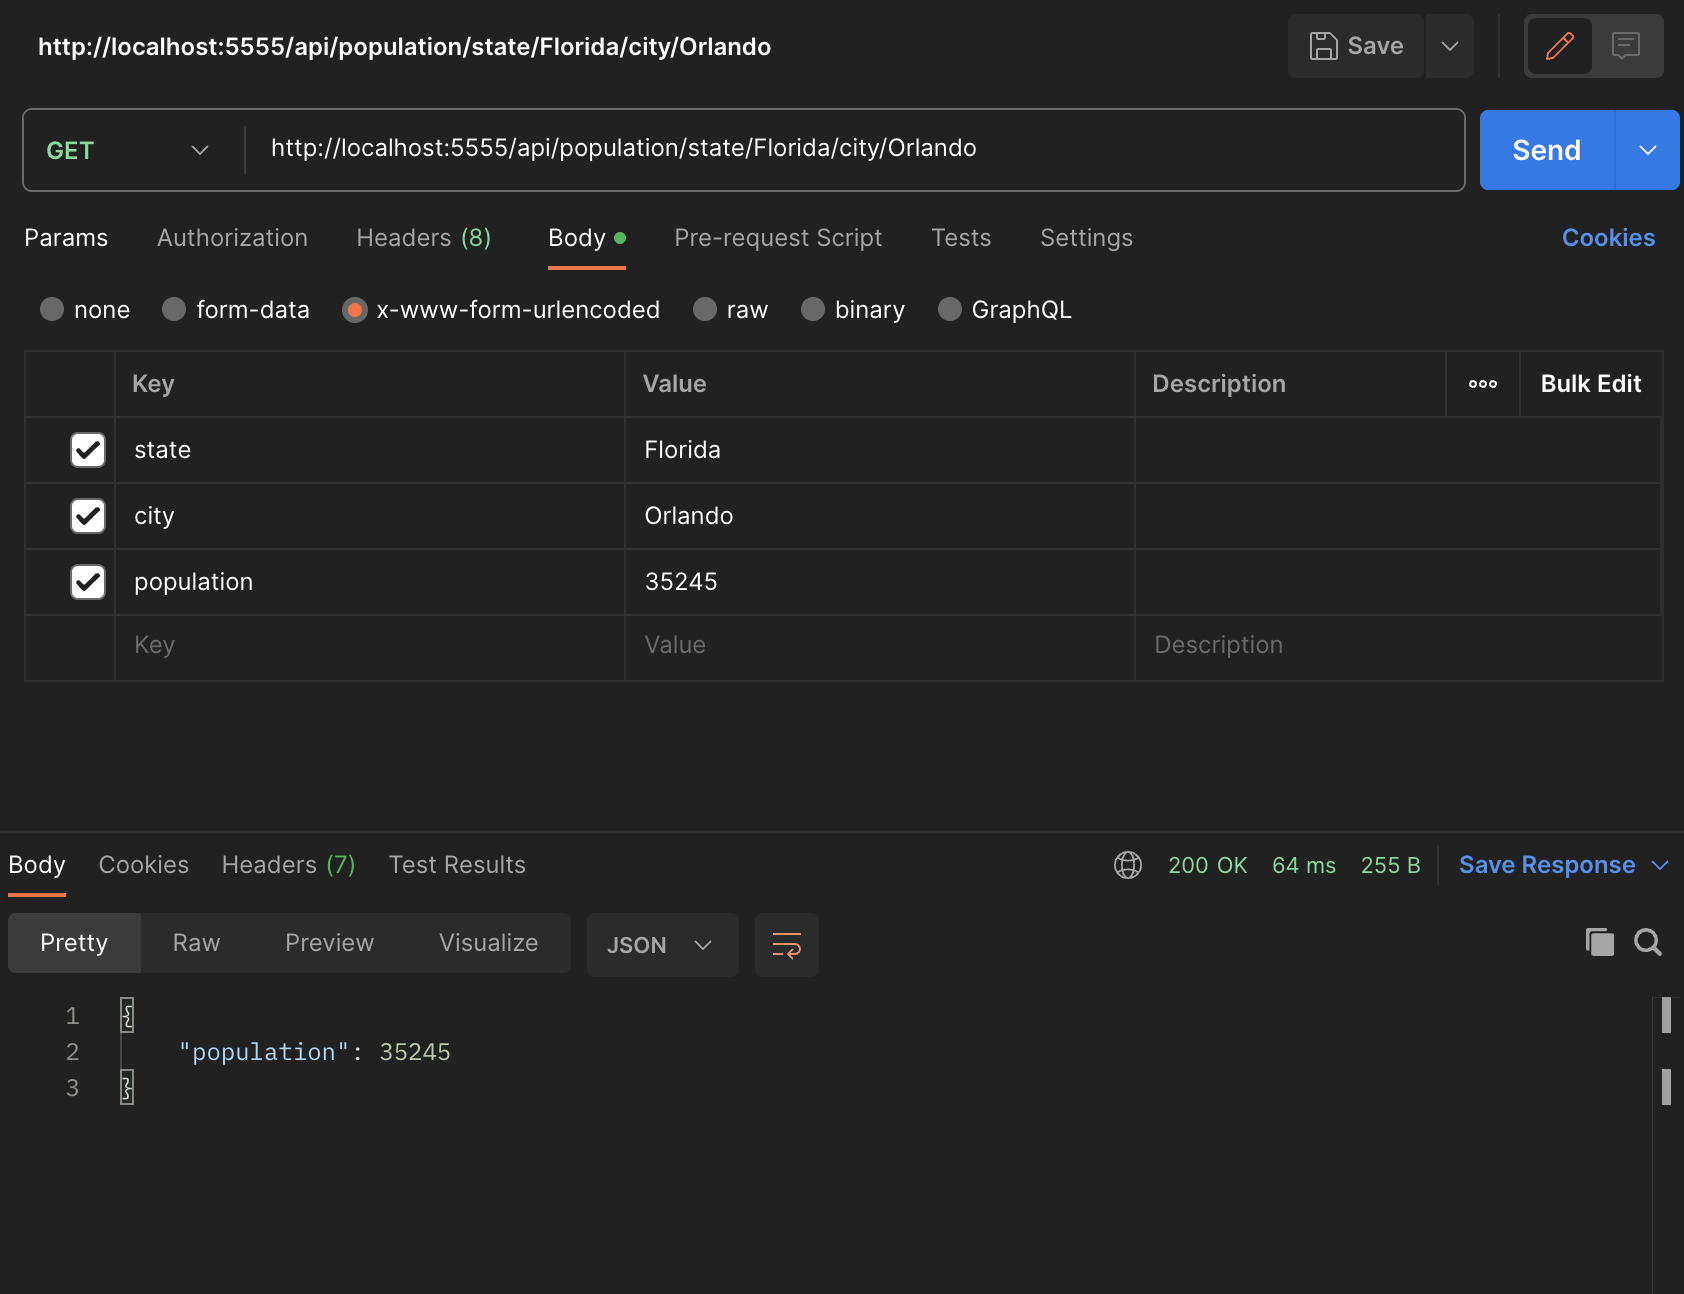 http://localhost:5555/api/population/state/Florida/city/Orlando
Save
GET
http://localhost:5555/api/population/state/Florida/city/Orlando
Send
Params Authorization Headers (8) Body Pre-request Script Tests Settings Cookies
none form-data x-www-form-urlencoded raw binary GraphQL
Key Value Description Bulk Edit
state Florida
city Orlando
population 35245
Key Value Description
Body Cookies Headers (7) Test Results 200 OK 64 ms 255 B Save Response
Pretty Raw Preview Visualize JSON
1 {
2 "population": 35245
3 }